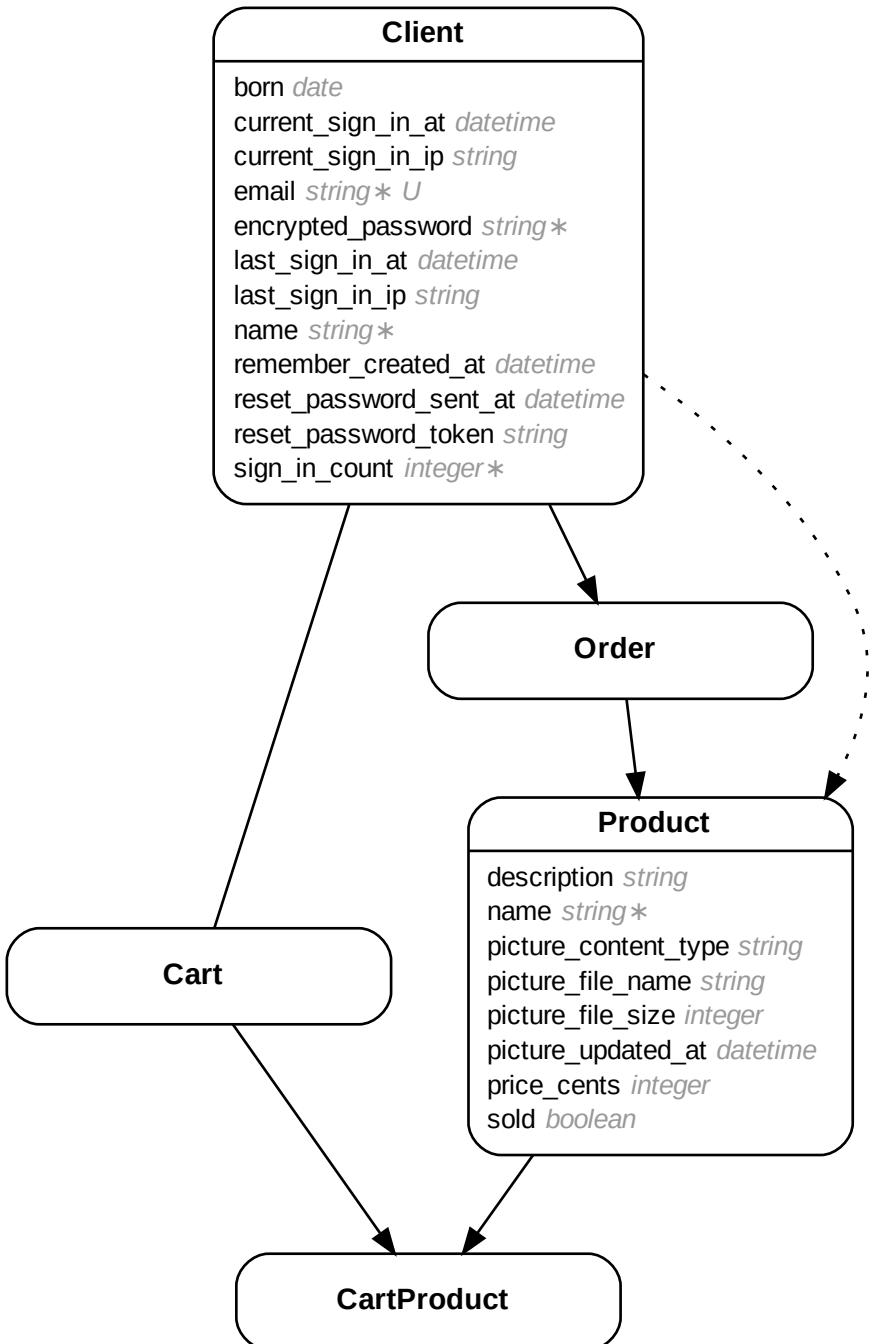 Client
born date
current_sign_in_at datetime
current_sign_in_ip string
email string∗ U
encrypted_password string∗
last_sign_in_at datetime
last_sign_in_ip string
name string∗
remember_created_at datetime
reset_password_sent_at datetime
reset_password_token string
sign_in_count integer∗
Order
Product
description string
name string∗
picture_content_type string
picture_file_name string
picture_file_size integer
picture_updated_at datetime
price_cents integer
sold boolean
Cart
CartProduct